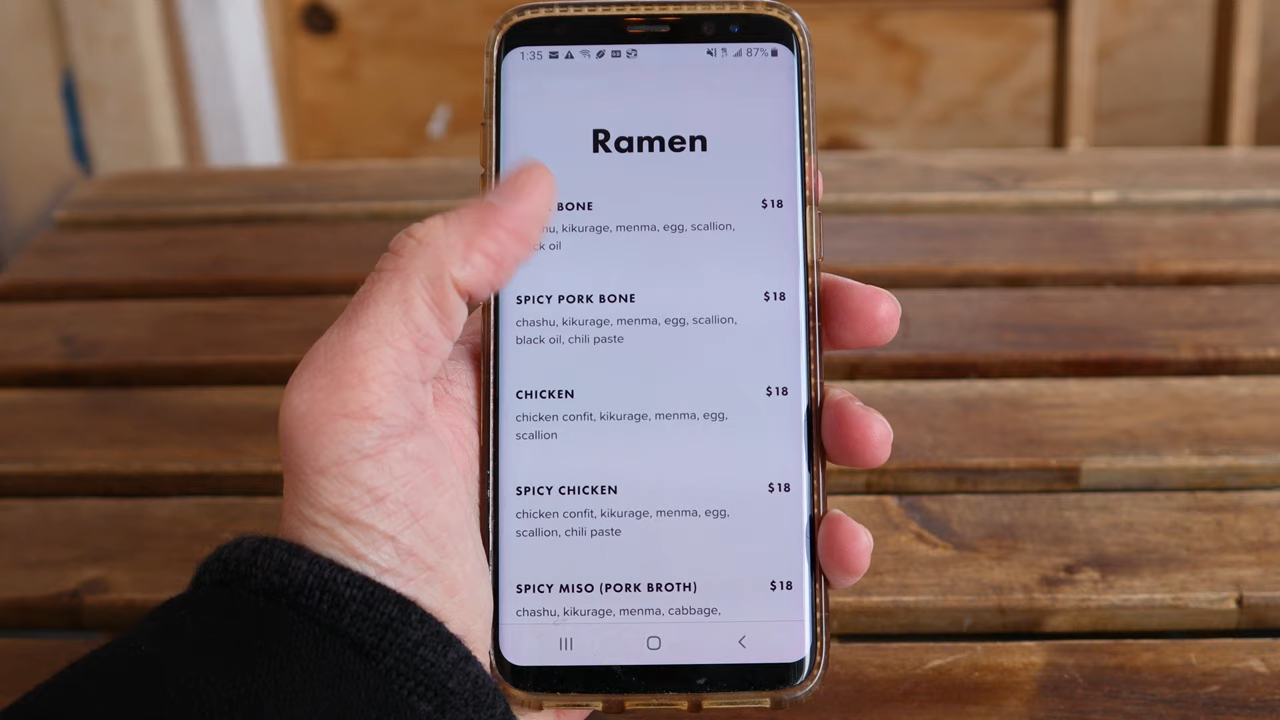 1:35
87%
Ramen
BONE $18
kikurage, menma, egg, scallion,
oil
SPICY PORK BONE $18
chashu, kikurage, menma, egg, scallion,
black oil, chili paste
CHICKEN $18
chicken confit, kikurage, menma, egg,
scallion
SPICY CHICKEN $18
chicken confit, kikurage, menma, egg,
scallion, chili paste
SPICY MISO (PORK BROTH) $18
chashu, kikurage, menma, cabbage,